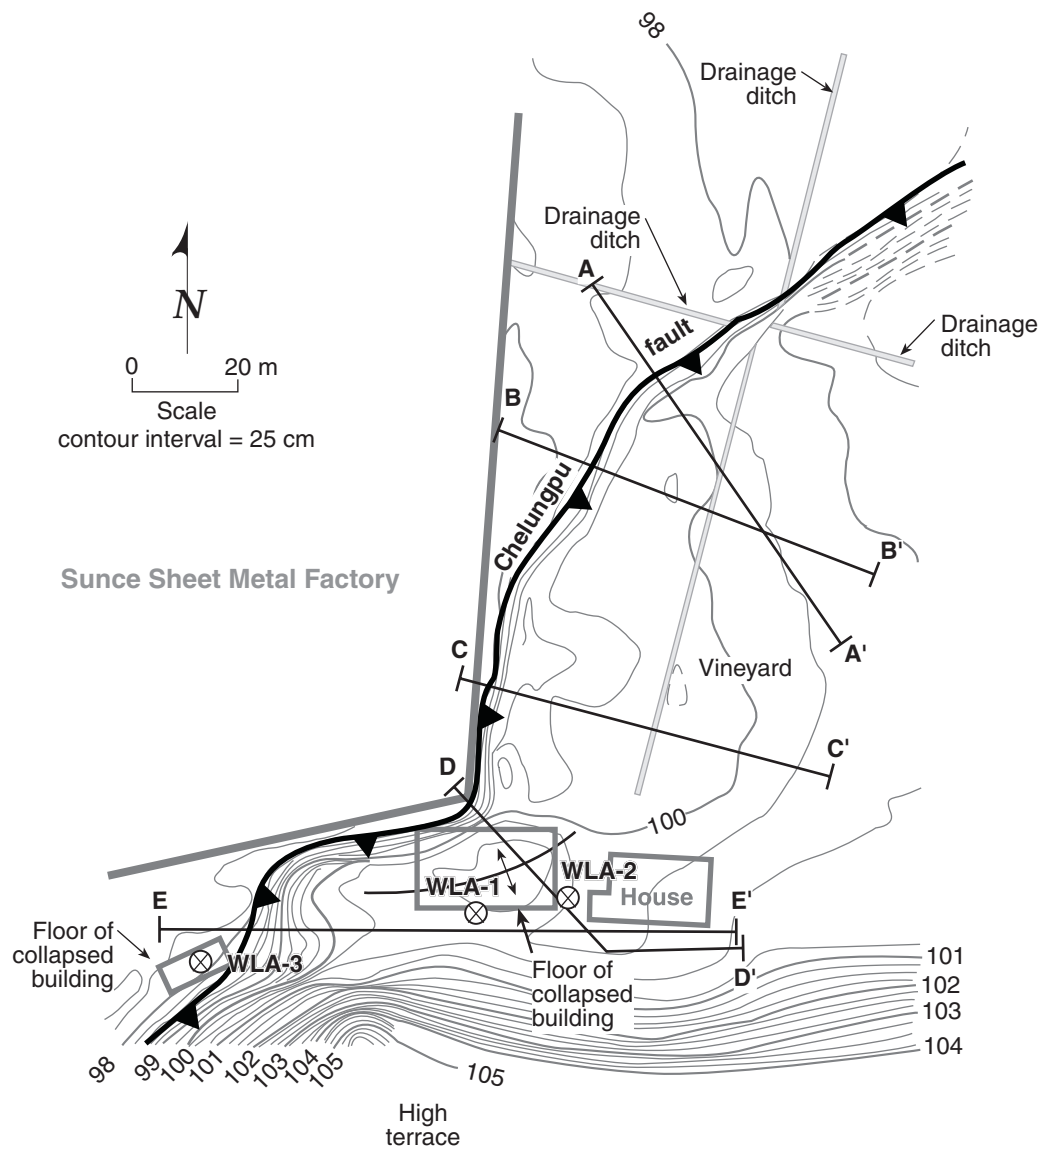 98
Drainage
ditch
Drainage
ditch
A
fault
Drainage
ditch
N
0 20 m
Scale
contour interval = 25 cm
B
Chelungpu
B'
Sunce Sheet Metal Factory
A'
C
Vineyard
C'
D
100
WLA-2
WLA-1
House
E
E'
Floor of
collapsed
building
WLA-3
Floor of
collapsed
building
D'
101
102
103
104
98
99
100
101
102
103
104
105
105
High
terrace